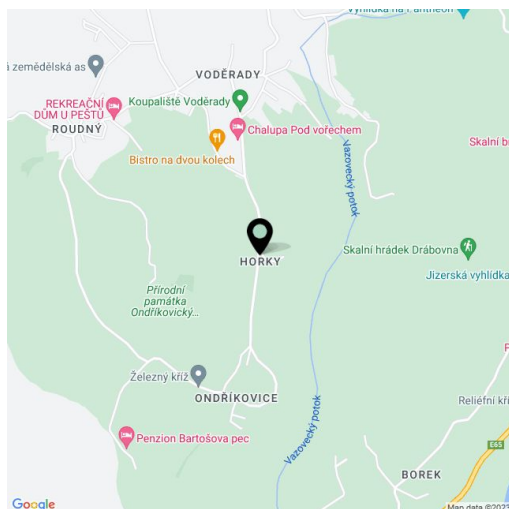 Vyhlídka na Pantheon
zemědělská as
VODĚRADY
REKREAČNÍ
DŮM U PEŠTŮ
ROUDNÝ
Koupaliště Voděrady
Chalupa Pod vořechem
Bistro na dvou kolech
Vazovecký potok
Skalní
Skalní hrádek Drábovna
HORKY
Jizerská vyhlídka
Přírodní
památka
Ondříkovický...
Železný kříž
ONDŘÍKOVICE
Reliéfní kří
Penzion Bartošova pec
Vazovecký potok
E65
BOREK
Google
Map data ©202